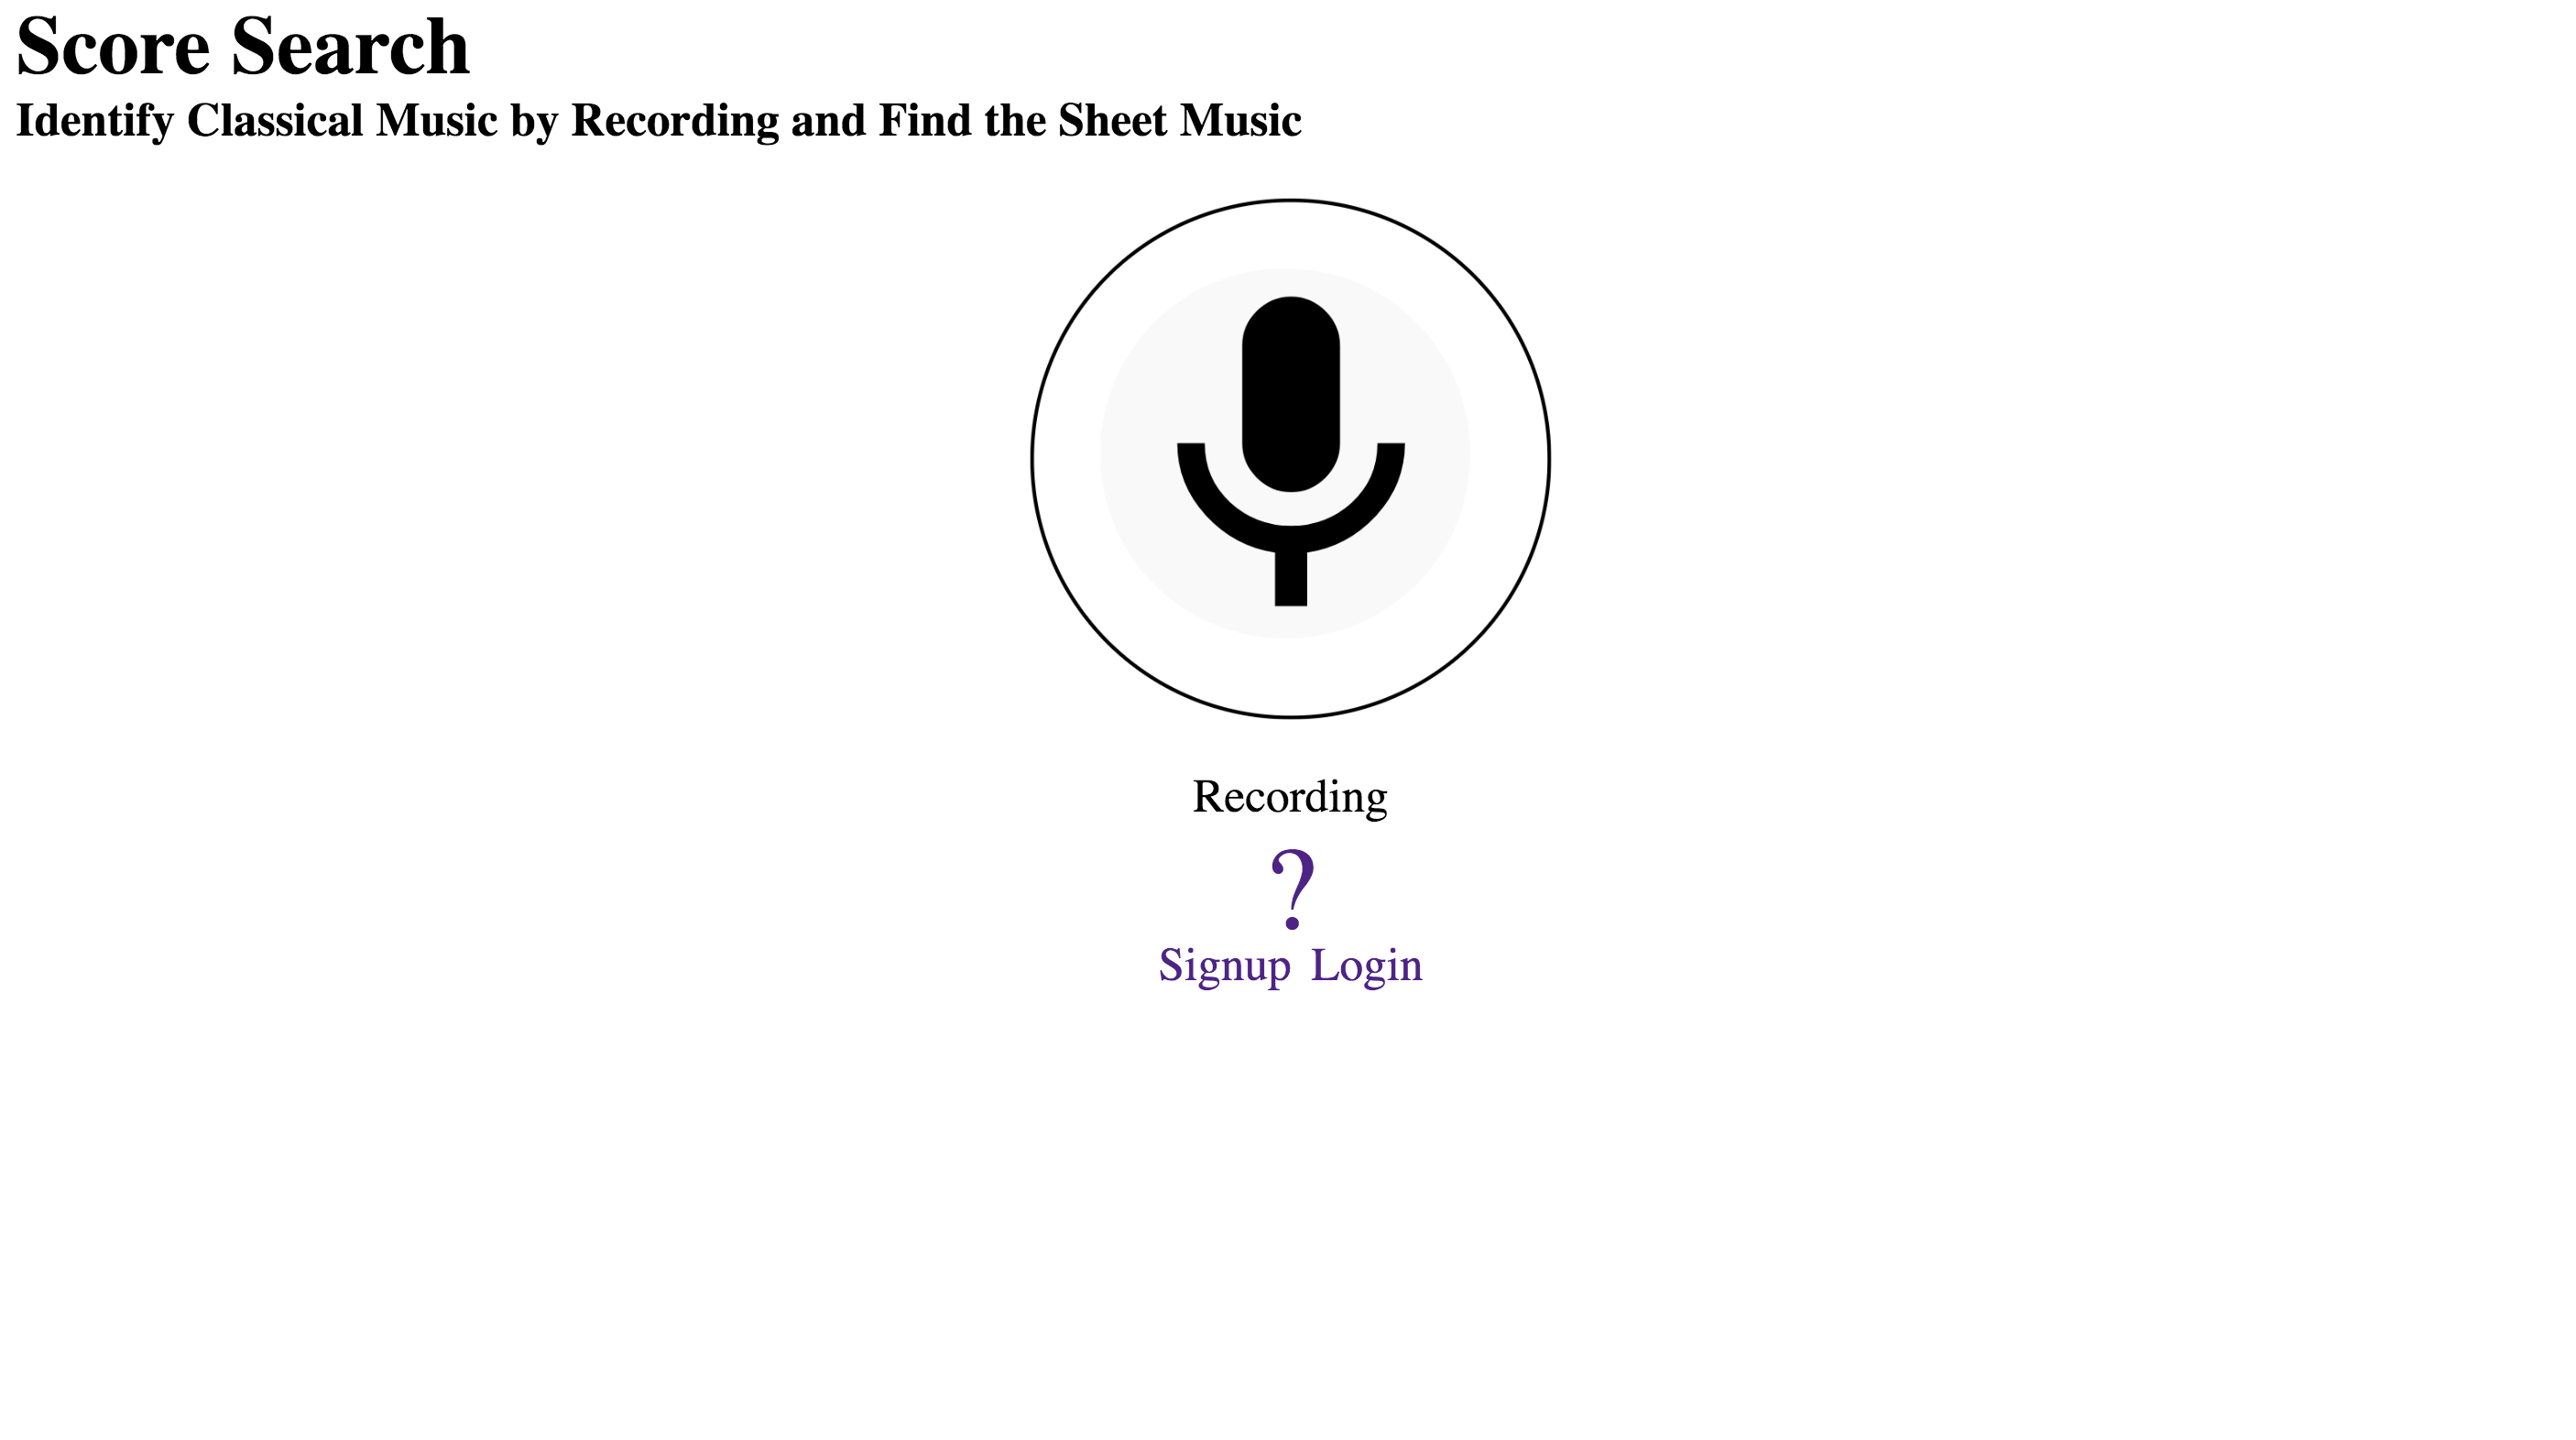 Score Search
Identify Classical Music by Recording and Find the Sheet Music
Recording
?
Signup Login